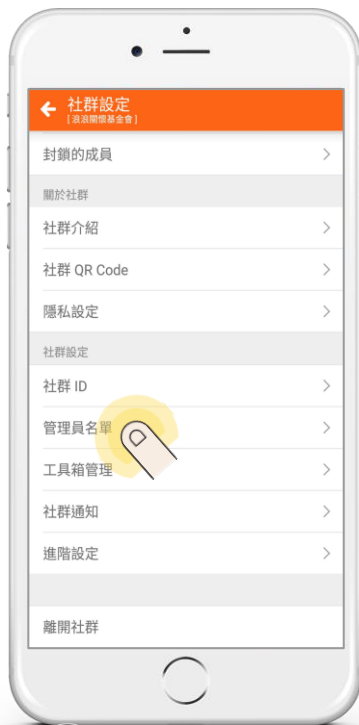 社群設定
[浪浪關懷基金會]
封鎖的成員
關於社群
社群介紹
社群 QR Code
隱私設定
社群設定
社群 ID
管理員名單
工具箱管理
社群通知
進階設定
離開社群